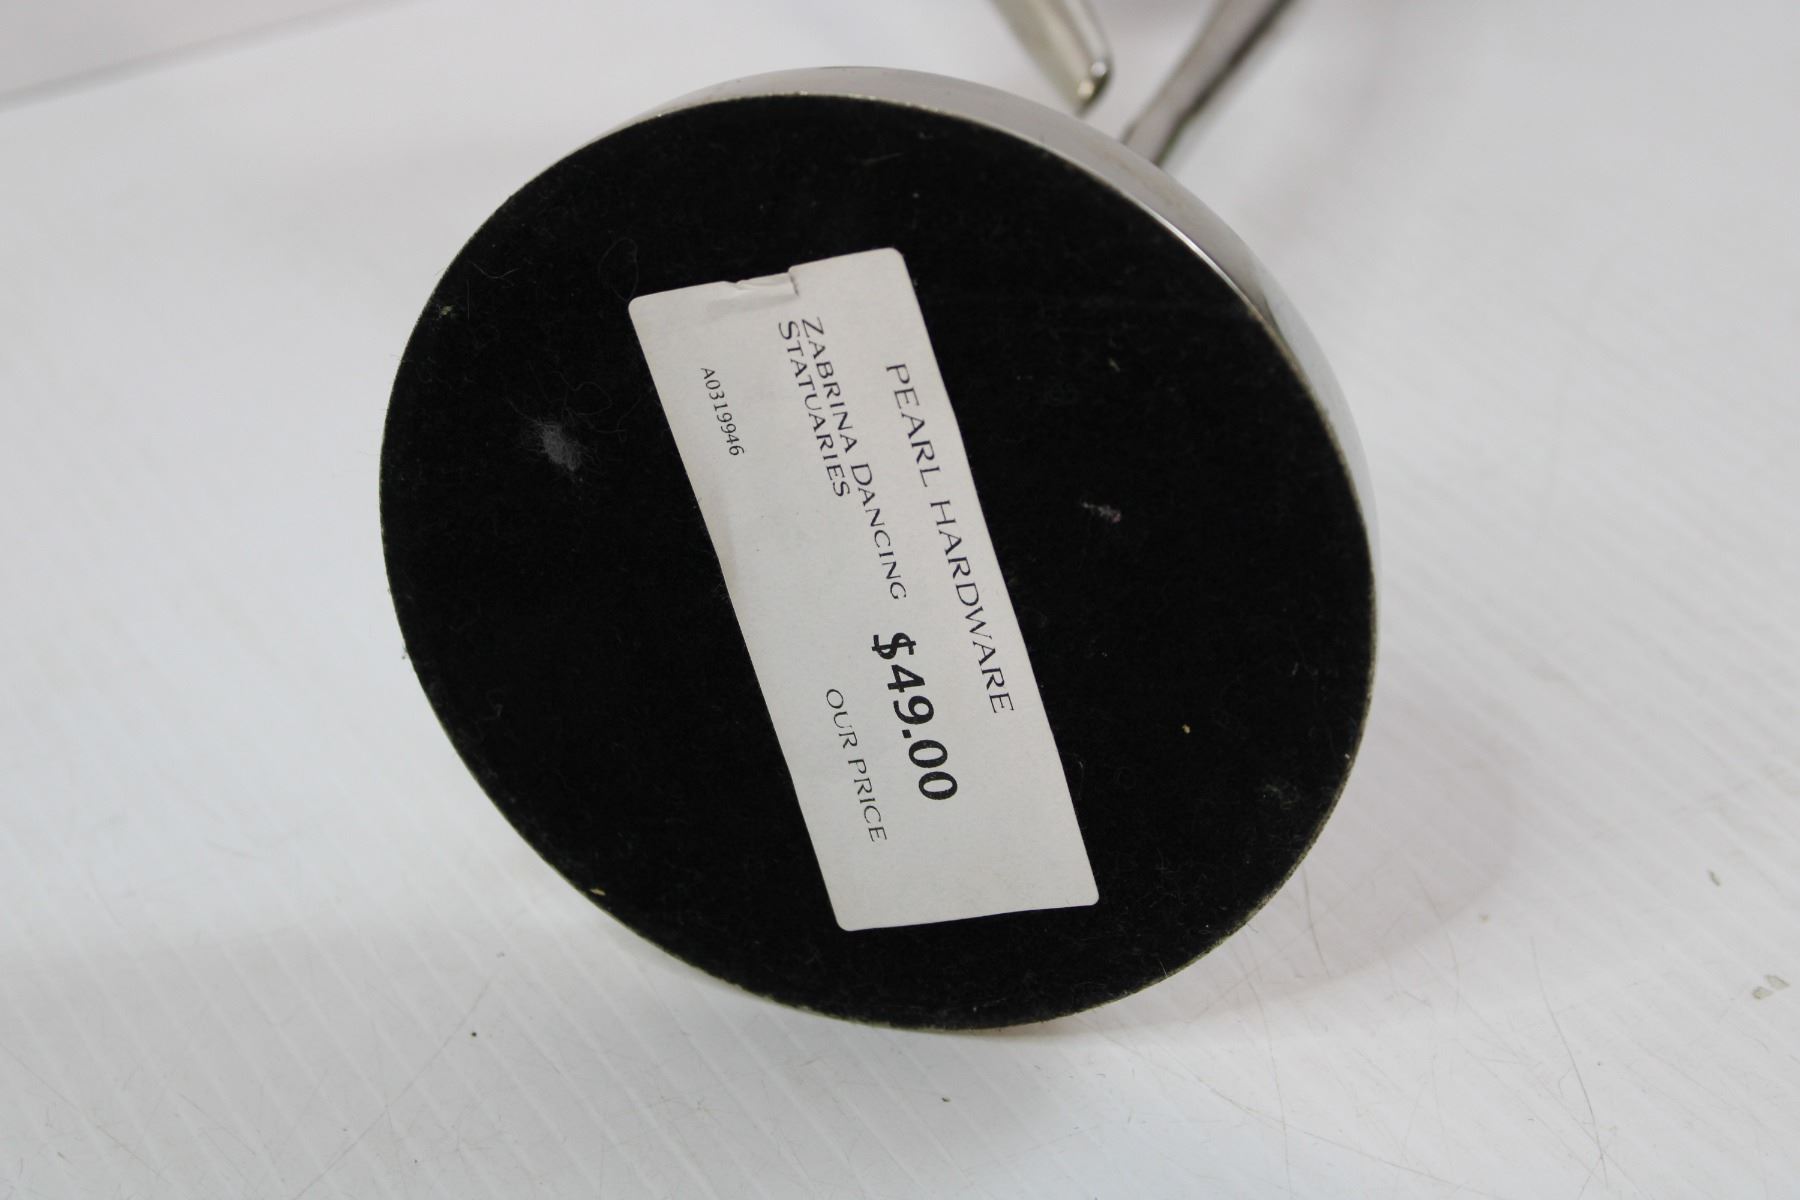 PEARL HARDWARE
ZABRINA DANCING
STATUARIES
$49.00
OUR PRICE
A0319946